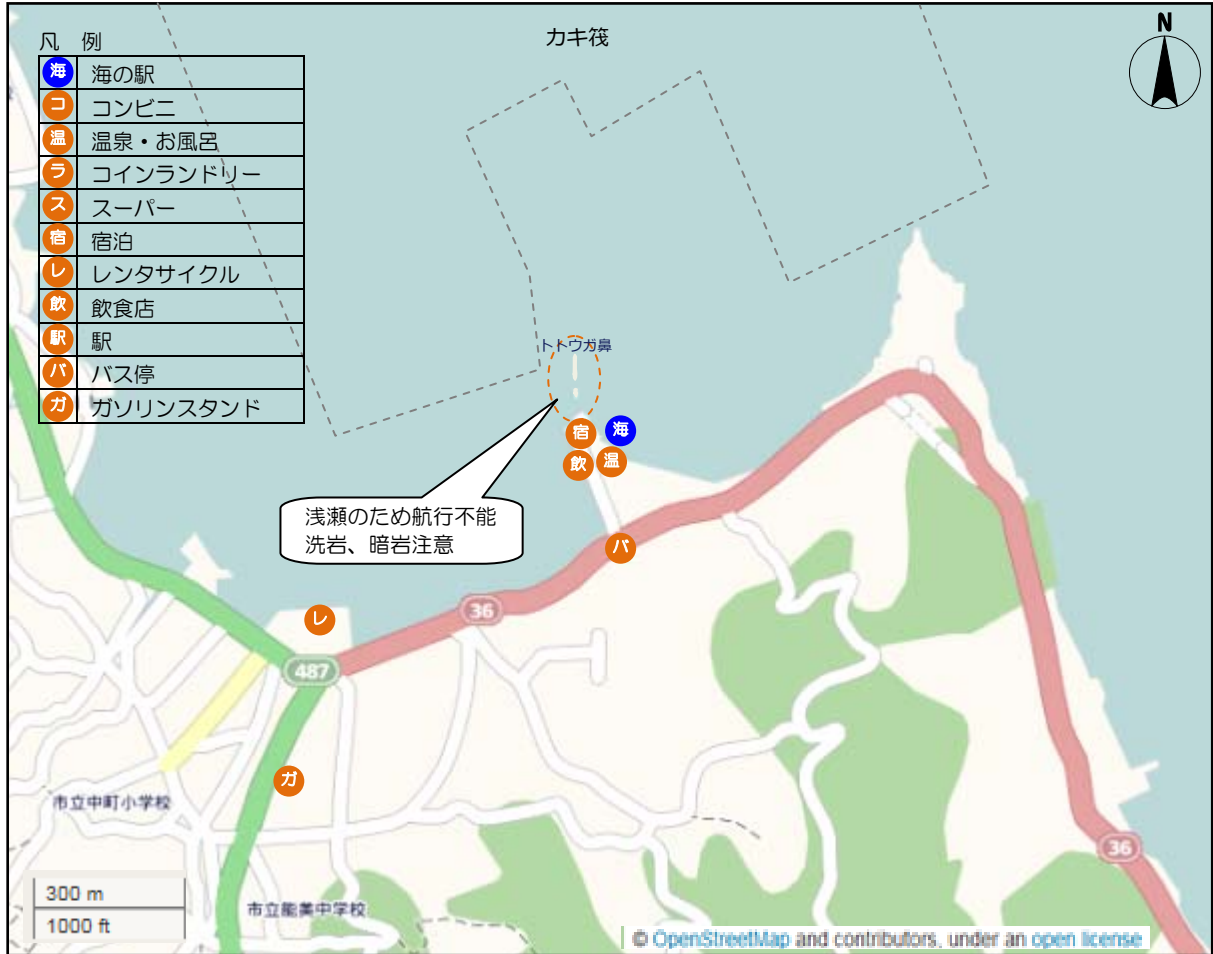 凡 例
海 海の駅
コ コンビニ
温 温泉・お風呂
ラ コインランドリー
ス スーパー
宿 宿泊
レ レンタサイクル
飲 飲食店
駅 駅
バ バス停
ガ ガソリンスタンド
カキ筏
N
トトウガ鼻
宿 海
飲 温
浅瀬のため航行不能
洗岩、暗岩注意
バ
レ
36
487
ガ
市立中町小学校
36
300 m
1000 ft
市立能美中学校
© OpenStreetMap and contributors, under an open license